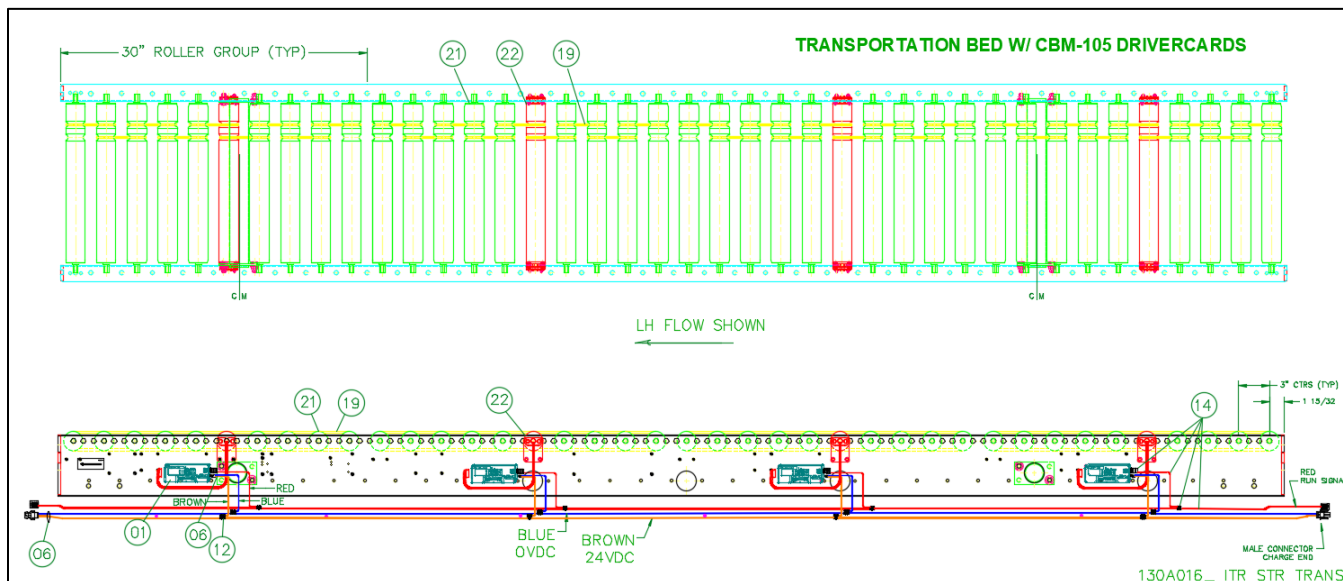 TRANSPORTATION BED W/ CBM-105 DRIVERCARDS
30" ROLLER GROUP (TYP)
21
22
19
C M
C M
LH FLOW SHOWN
21
19
22
14
3" CTRS (TYP)
1 15/32
RED
BROWN
BLUE
RED
RUN SIGNA
01
06
06
12
BLUE
0VDC
BROWN
24VDC
MALE CONNECTOR
CHARGE END
130A016_ ITR STR TRANS